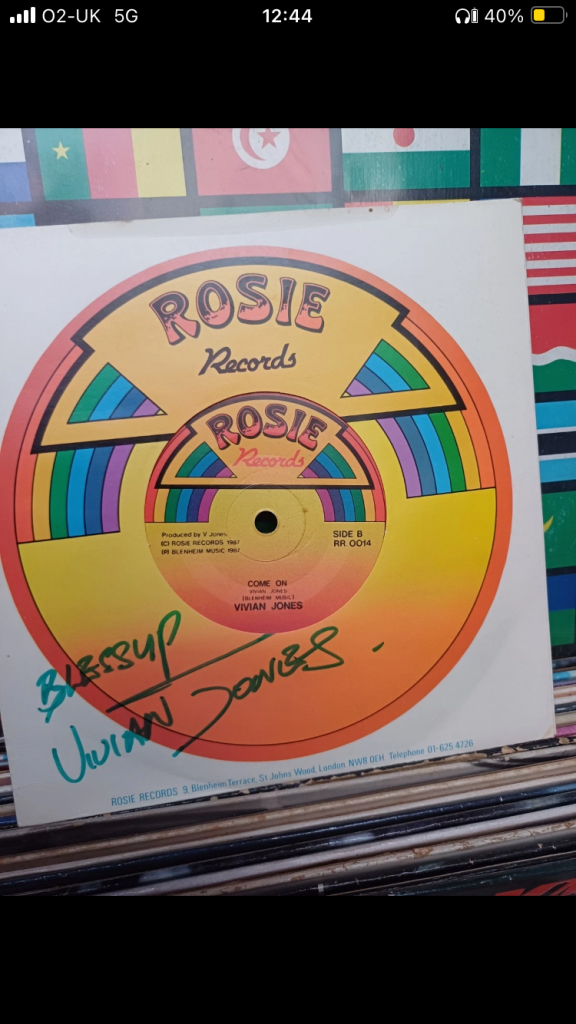 O2-UK 5G 12:44 40%
ROSIE
Records
ROSIE
Records
Produced by V Jones
(C) ROSIE RECORDS 1987
(P) BLENHEIM MUSIC 1987
SIDE B
RR 0014
COME ON
VIVIAN JONES
(BLENHEIM MUSIC)
VIVIAN JONES
BLESSUP
VIVIAN JONES.
ROSIE RECORDS 9, Blenheim Terrace, St Johns Wood, London NW8 0EH Telephone 01-625 4726